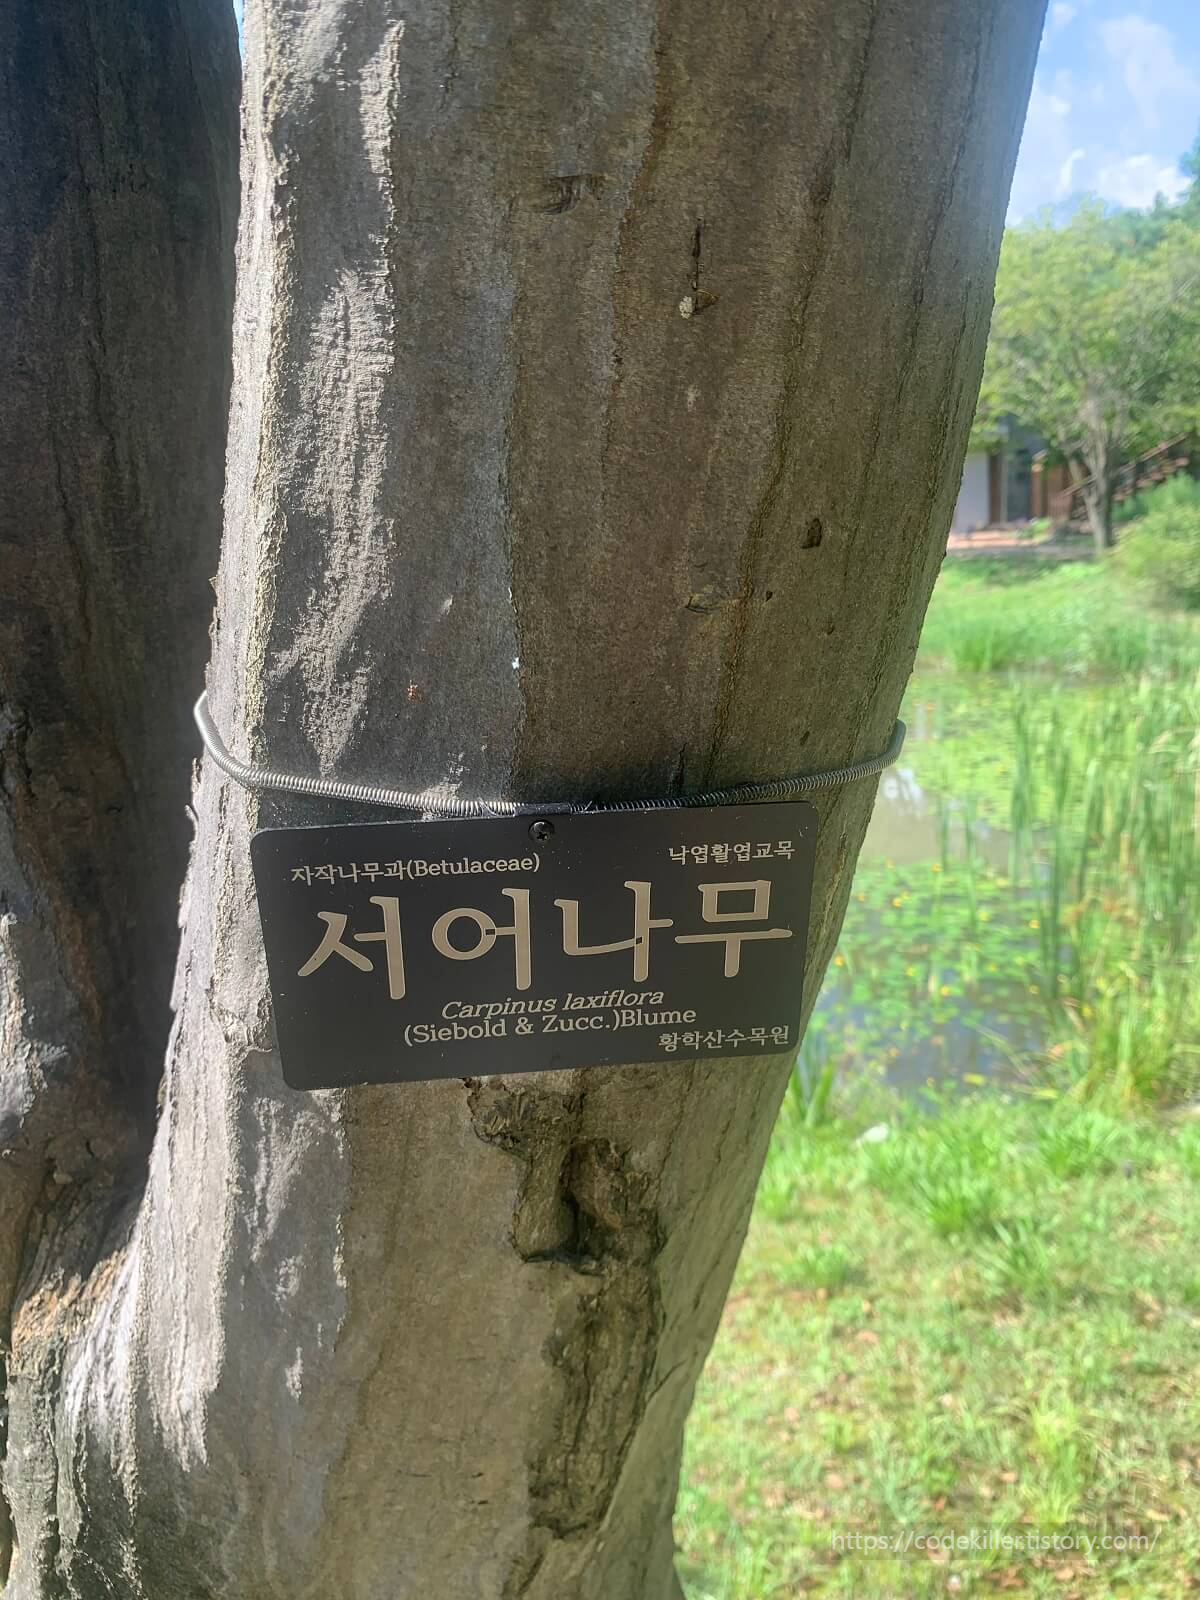 자작나무과(Betulaceae)
낙엽활엽교목
서어나무
Carpinus laxiflora
(Siebold & Zucc.)Blume
황학산수목원
https://codekiller.tistory.com/